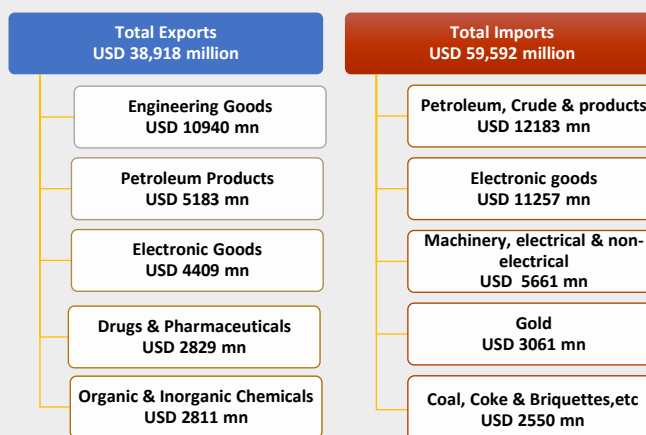 Total Exports
USD 38,918 million
Engineering Goods
USD 10940 mn
Petroleum Products
USD 5183 mn
Electronic Goods
USD 4409 mn
Drugs & Pharmaceuticals
USD 2829 mn
Organic & Inorganic Chemicals
USD 2811 mn
Total Imports
USD 59,592 million
Petroleum, Crude & products
USD 12183 mn
Electronic goods
USD 11257 mn
Machinery, electrical & non-
electrical
USD 5661 mn
Gold
USD 3061 mn
Coal, Coke & Briquettes,etc
USD 2550 mn